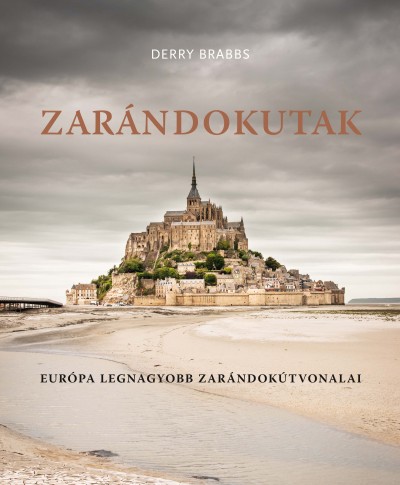 DERRY BRABBS
ZARÁNDOKUTAK
EURÓPA LEGNAGYOBB ZARÁNDOKÚTVONALAI